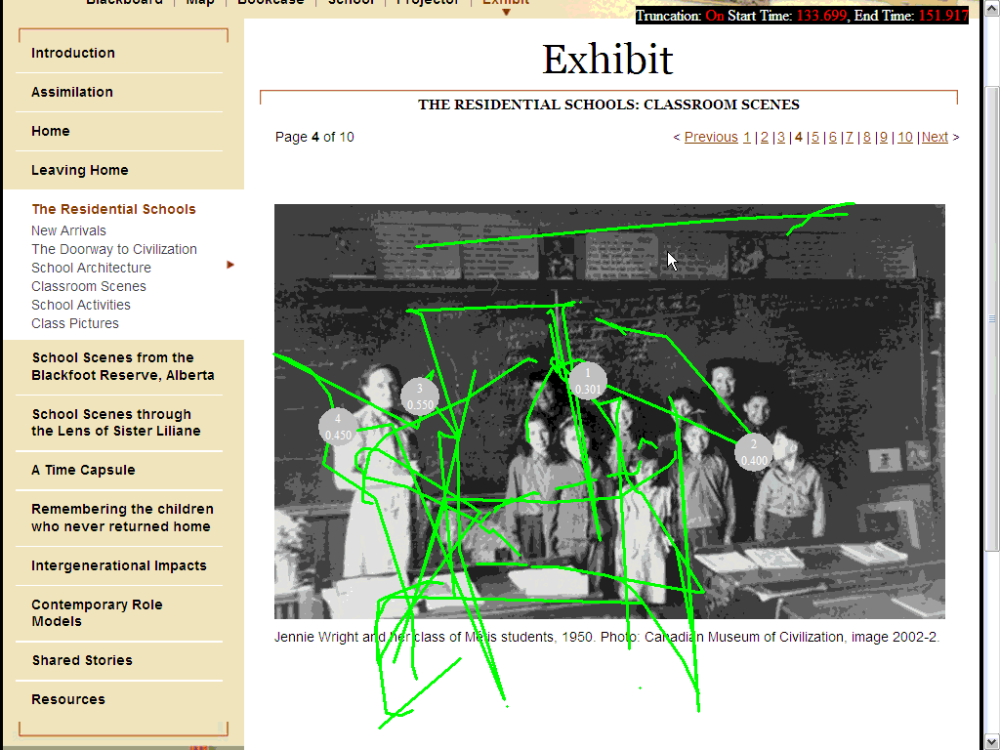 Blackboard | Map | Bookcase | School | Projector | Exhibit
Truncation: On Start Time: 133.699, End Time: 151.917
Introduction
Assimilation
Home
Leaving Home
The Residential Schools
New Arrivals
The Doorway to Civilization
School Architecture
Classroom Scenes
School Activities
Class Pictures
School Scenes from the
Blackfoot Reserve, Alberta
School Scenes through
the Lens of Sister Liliane
A Time Capsule
Remembering the children
who never returned home
Intergenerational Impacts
Contemporary Role
Models
Shared Stories
Resources
Exhibit
THE RESIDENTIAL SCHOOLS: CLASSROOM SCENES
Page 4 of 10
< Previous 1 | 2 | 3 | 4 | 5 | 6 | 7 | 8 | 9 | 10 | Next >
1
0.301
3
0.550
4
0.450
2
0.400
Jennie Wright and her class of Métis students, 1950. Photo: Canadian Museum of Civilization, image 2002-2.